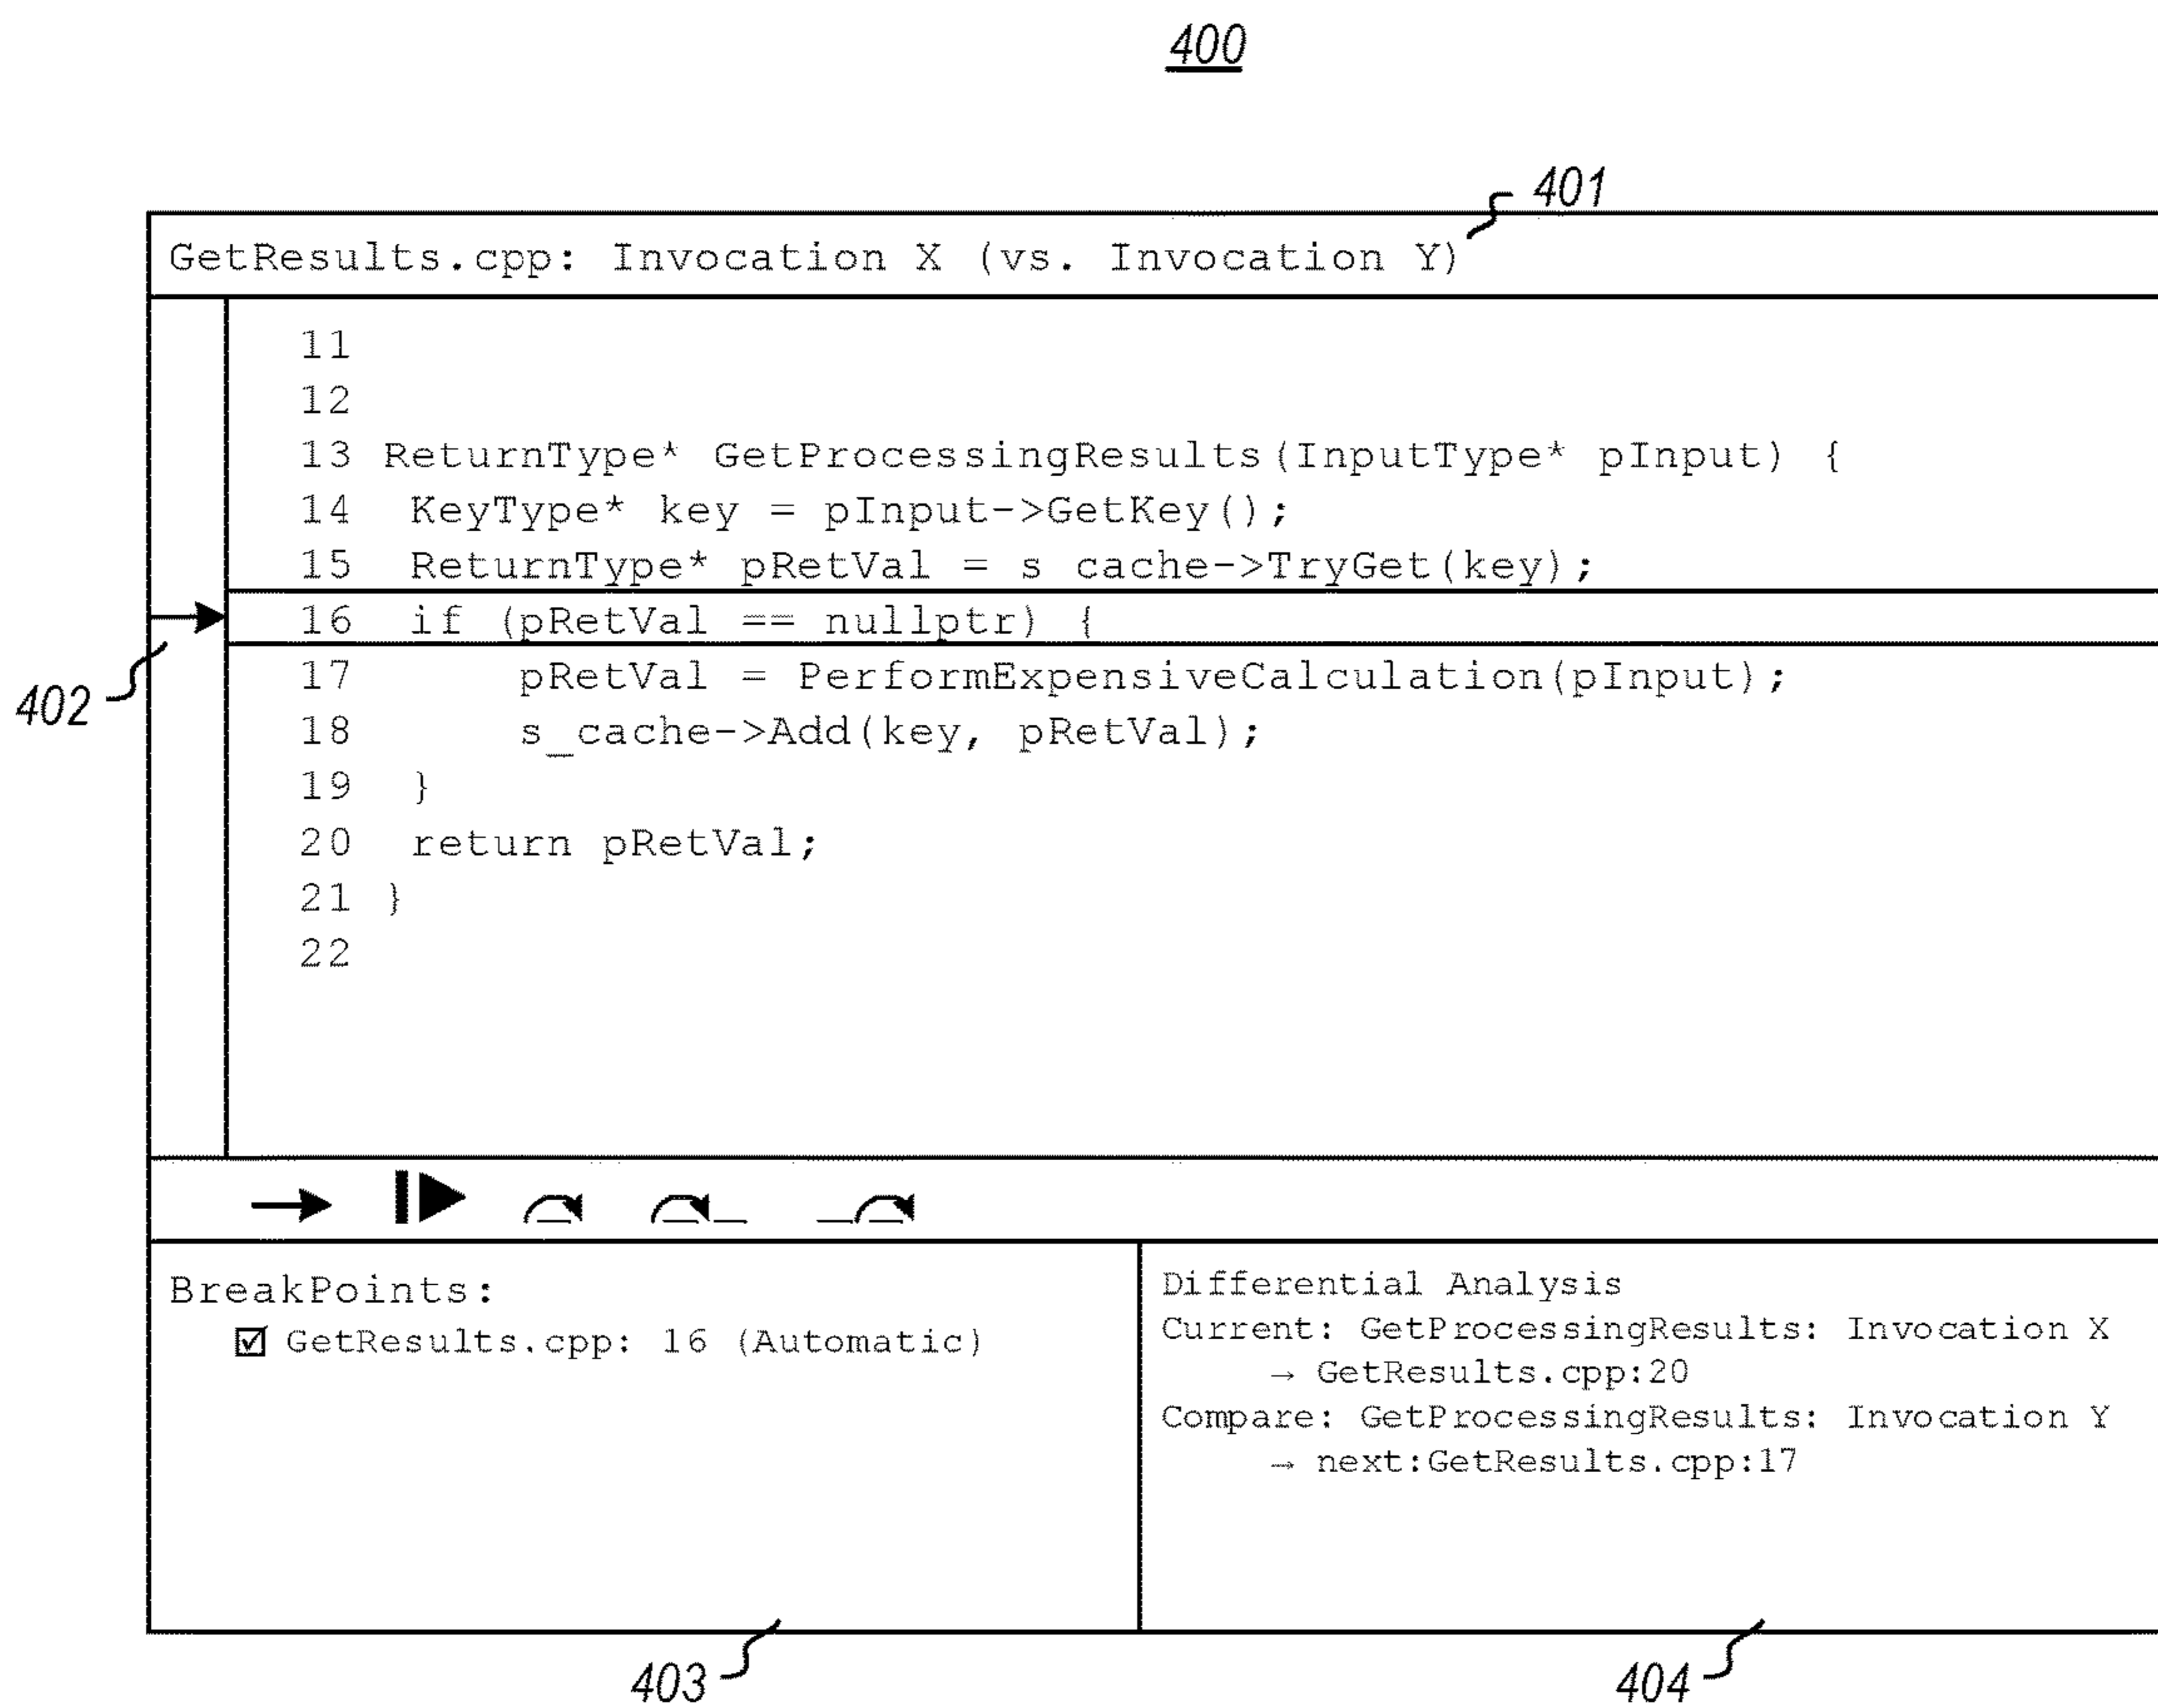 400
401
GetResults.cpp: Invocation X (vs. Invocation Y)
11
12
13 ReturnType* GetProcessingResults(InputType* pInput) {
14 KeyType* key = pInput->GetKey();
15 ReturnType* pRetVal = s cache->TryGet(key);
16 if (pRetVal == nullptr) {
17 pRetVal = PerformExpensiveCalculation(pInput);
402
18 s_cache->Add(key, pRetVal);
19 }
20 return pRetVal;
21 }
22
BreakPoints:
☑ GetResults.cpp: 16 (Automatic)
Differential Analysis
Current: GetProcessingResults: Invocation X
→ GetResults.cpp:20
Compare: GetProcessingResults: Invocation Y
→ next:GetResults.cpp:17
403
404